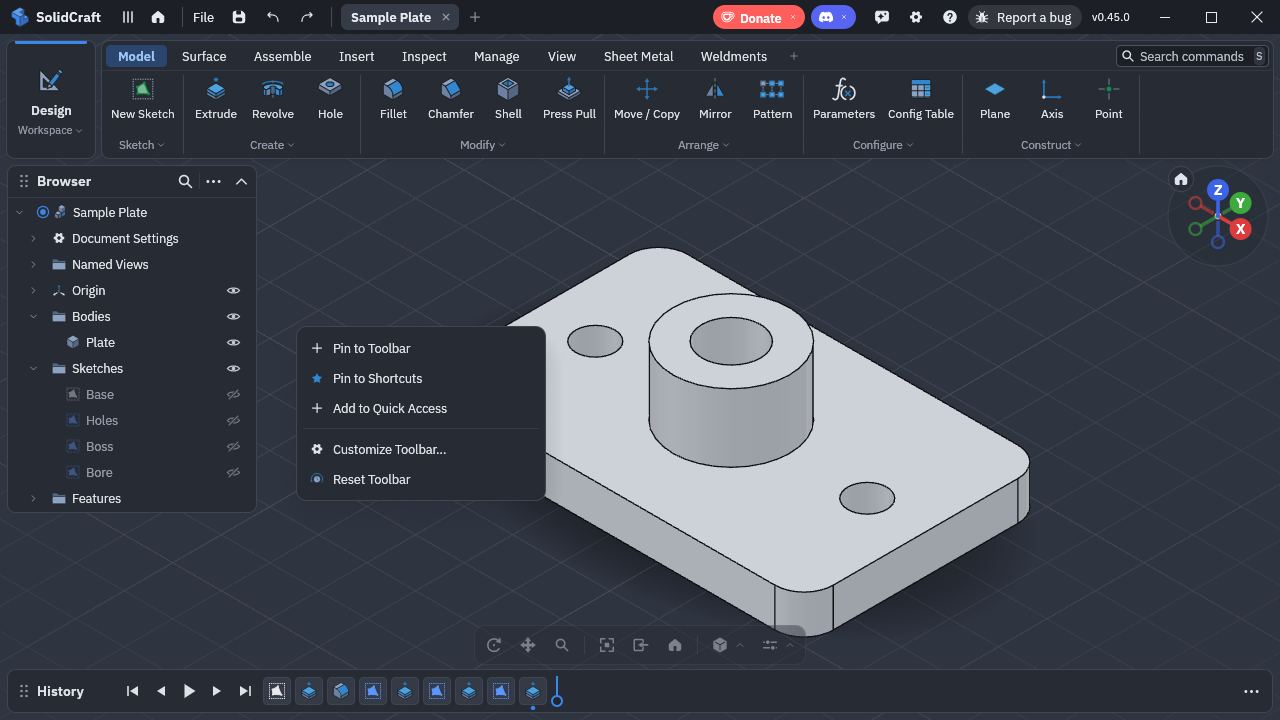 SolidCraft
File
Sample Plate
Donate
Report a bug
v0.45.0
Model
Surface
Assemble
Insert
Inspect
Manage
View
Sheet Metal
Weldments
Search commands
S
Design
Workspace
New Sketch
Extrude
Revolve
Hole
Fillet
Chamfer
Shell
Press Pull
Move / Copy
Mirror
Pattern
Parameters
Config Table
Plane
Axis
Point
Sketch
Create
Modify
Arrange
Configure
Construct
Browser
Sample Plate
Document Settings
Named Views
Origin
Bodies
Plate
Sketches
Base
Holes
Boss
Bore
Features
Pin to Toolbar
Pin to Shortcuts
Add to Quick Access
Customize Toolbar...
Reset Toolbar
Z
Y
X
History